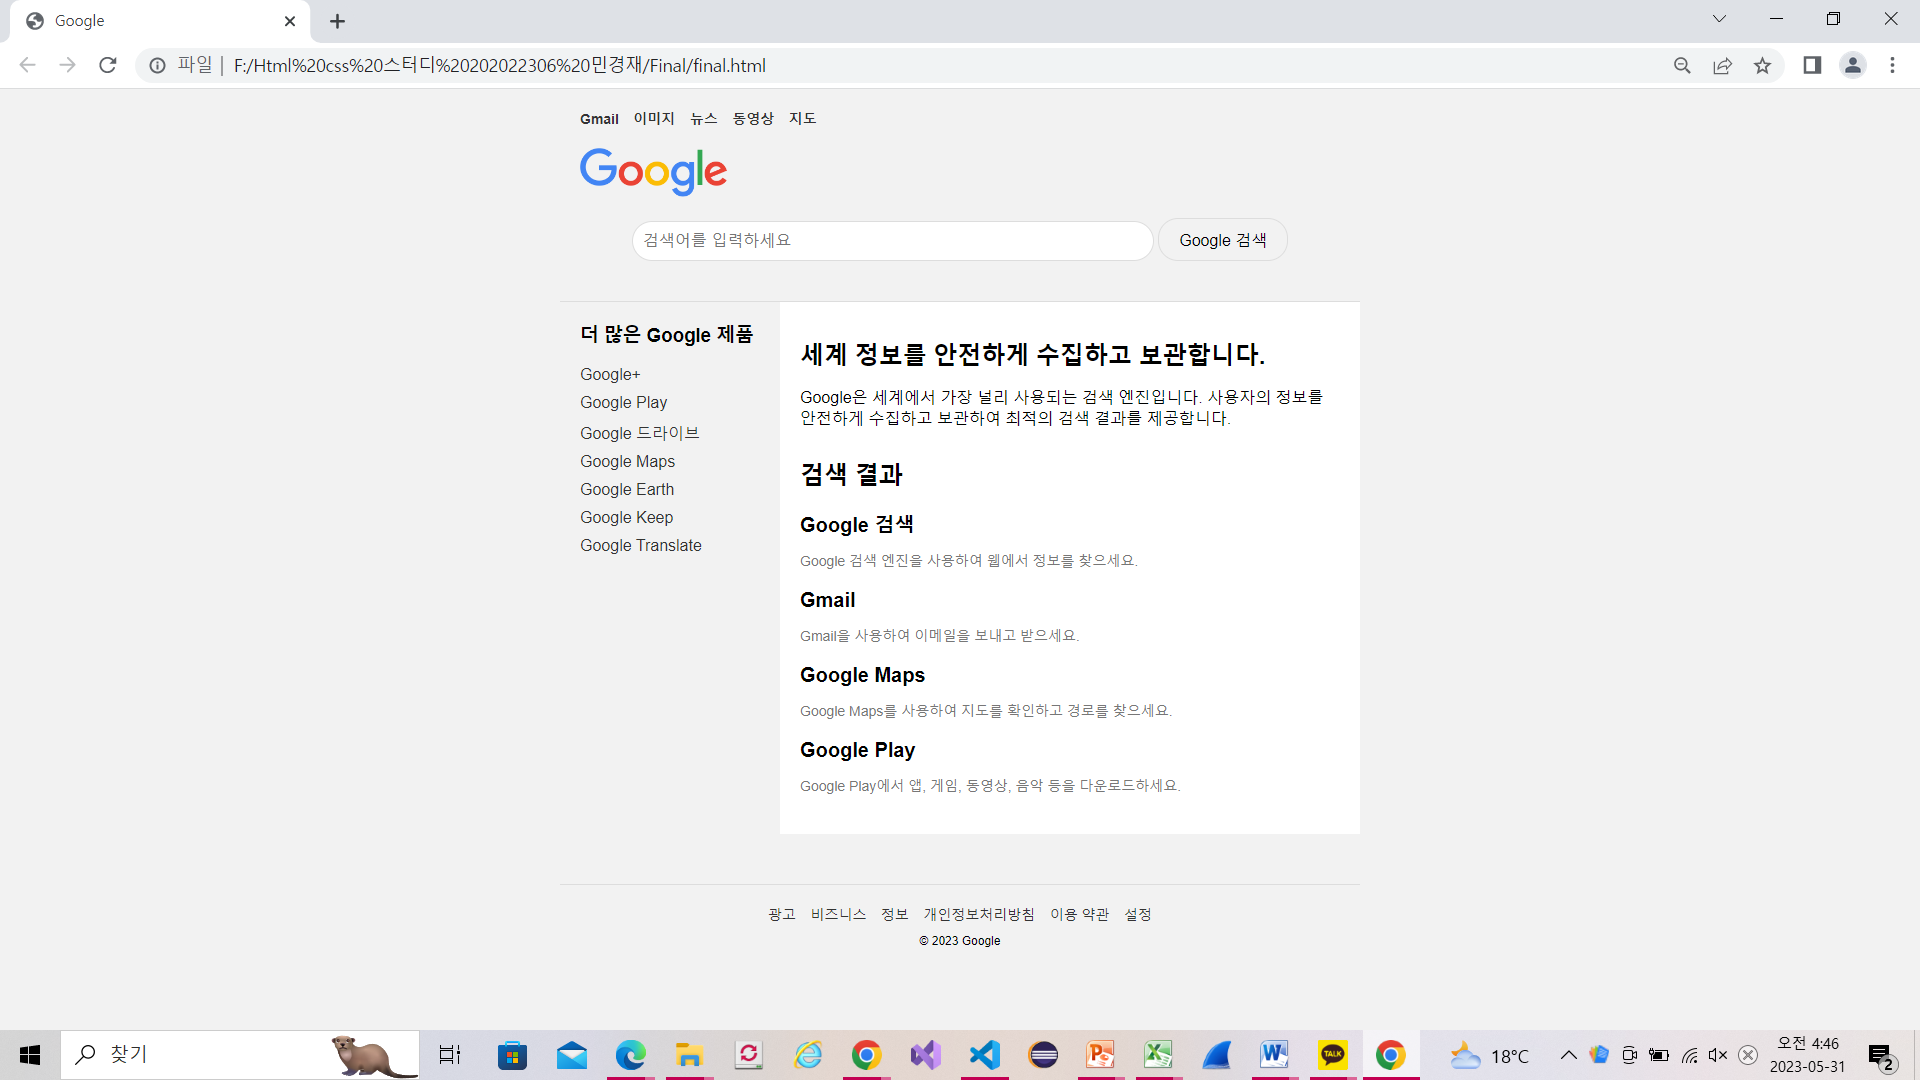 Google
파일 | F:/Html%20css%20스터디%20202022306%20민경재/Final/final.html
Gmail 이미지 뉴스 동영상 지도
Google
검색어를 입력하세요 Google 검색
더 많은 Google 제품
Google+
Google Play
Google 드라이브
Google Maps
Google Earth
Google Keep
Google Translate
세계 정보를 안전하게 수집하고 보관합니다.
Google은 세계에서 가장 널리 사용되는 검색 엔진입니다. 사용자의 정보를
안전하게 수집하고 보관하여 최적의 검색 결과를 제공합니다.
검색 결과
Google 검색
Google 검색 엔진을 사용하여 웹에서 정보를 찾으세요.
Gmail
Gmail을 사용하여 이메일을 보내고 받으세요.
Google Maps
Google Maps를 사용하여 지도를 확인하고 경로를 찾으세요.
Google Play
Google Play에서 앱, 게임, 동영상, 음악 등을 다운로드하세요.
광고 비즈니스 정보 개인정보처리방침 이용 약관 설정
© 2023 Google
찾기
TALK
18°C
오전 4:46
2023-05-31
2